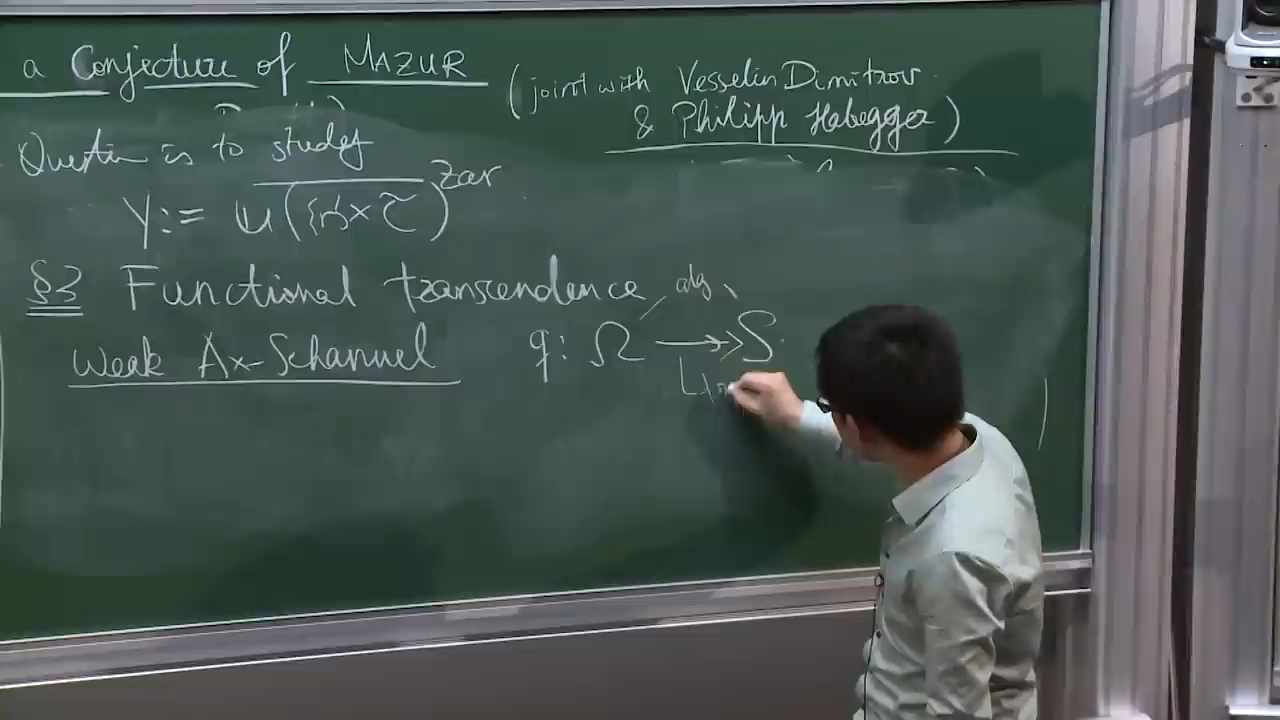 a Conjecture of MAZUR
(joint with Vesselin Dimitrov
& Philipp Habegger)
Question is to study
Y := u({r}×τ̃)^Zar
§3 Functional transcendence
alg
Weak Ax-Schanuel q: Ω ↠ S